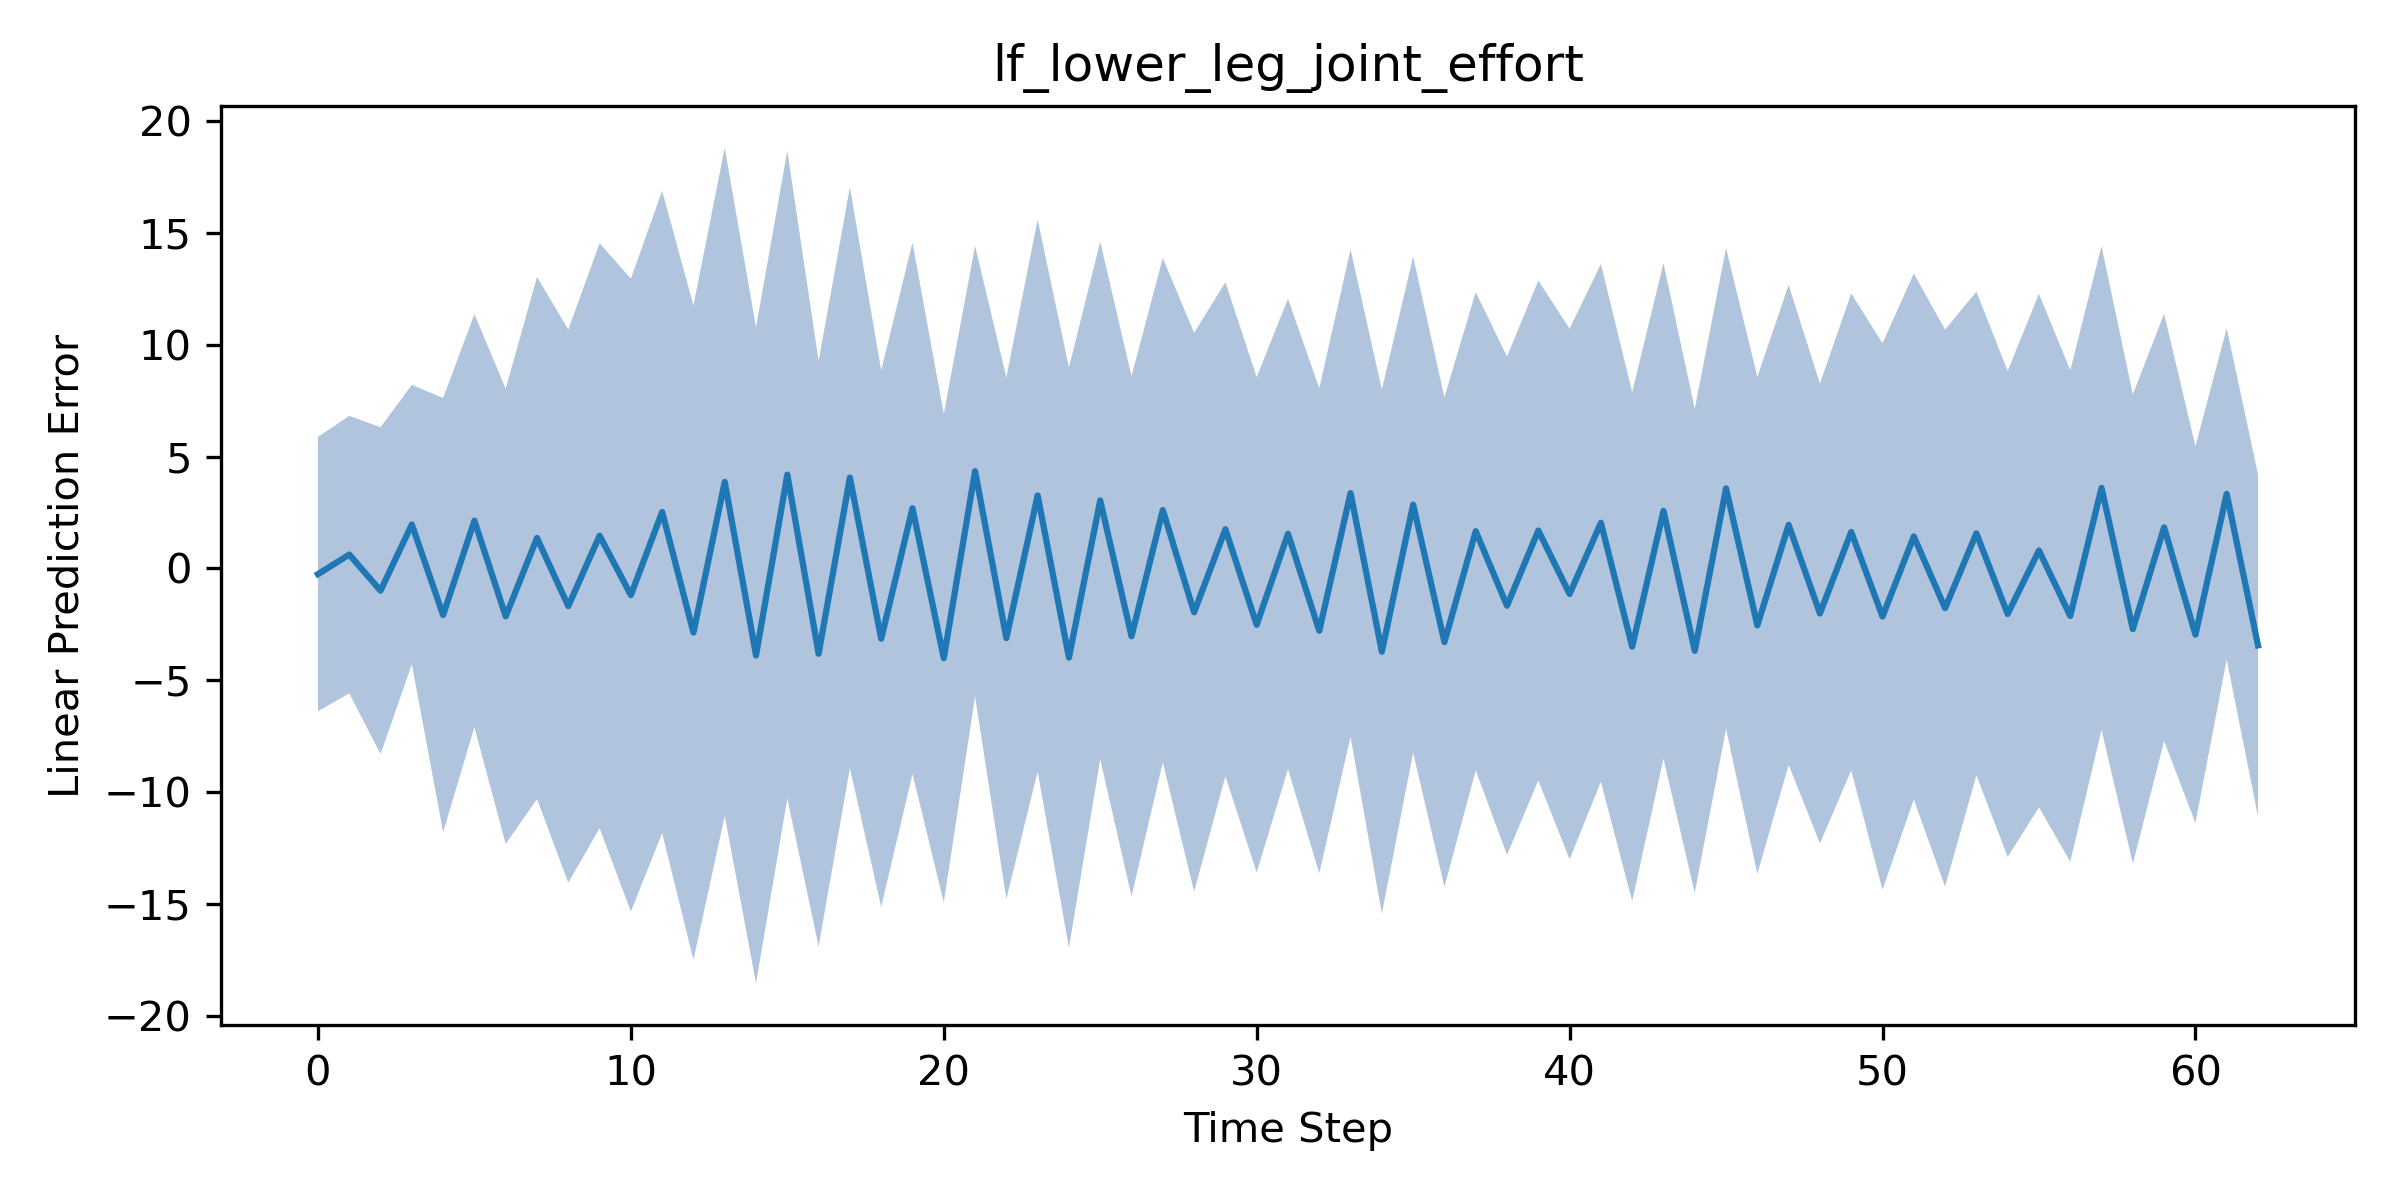 lf_lower_leg_joint_effort
Linear Prediction Error
20
15
10
5
0
−5
−10
−15
−20
0 10 20 30 40 50 60
Time Step